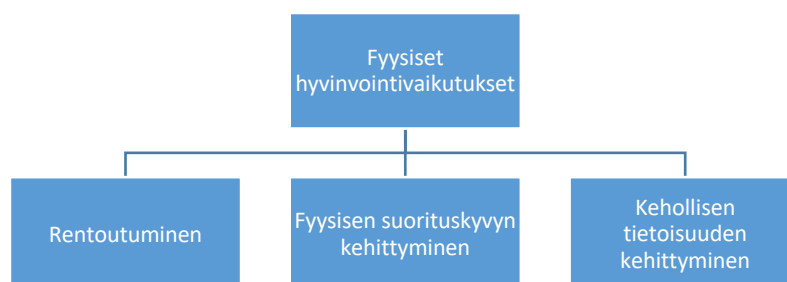 Fyysiset
hyvinvointivaikutukset
Rentoutuminen
Fyysisen suorituskyvyn
kehittyminen
Kehollisen
tietoisuuden
kehittyminen